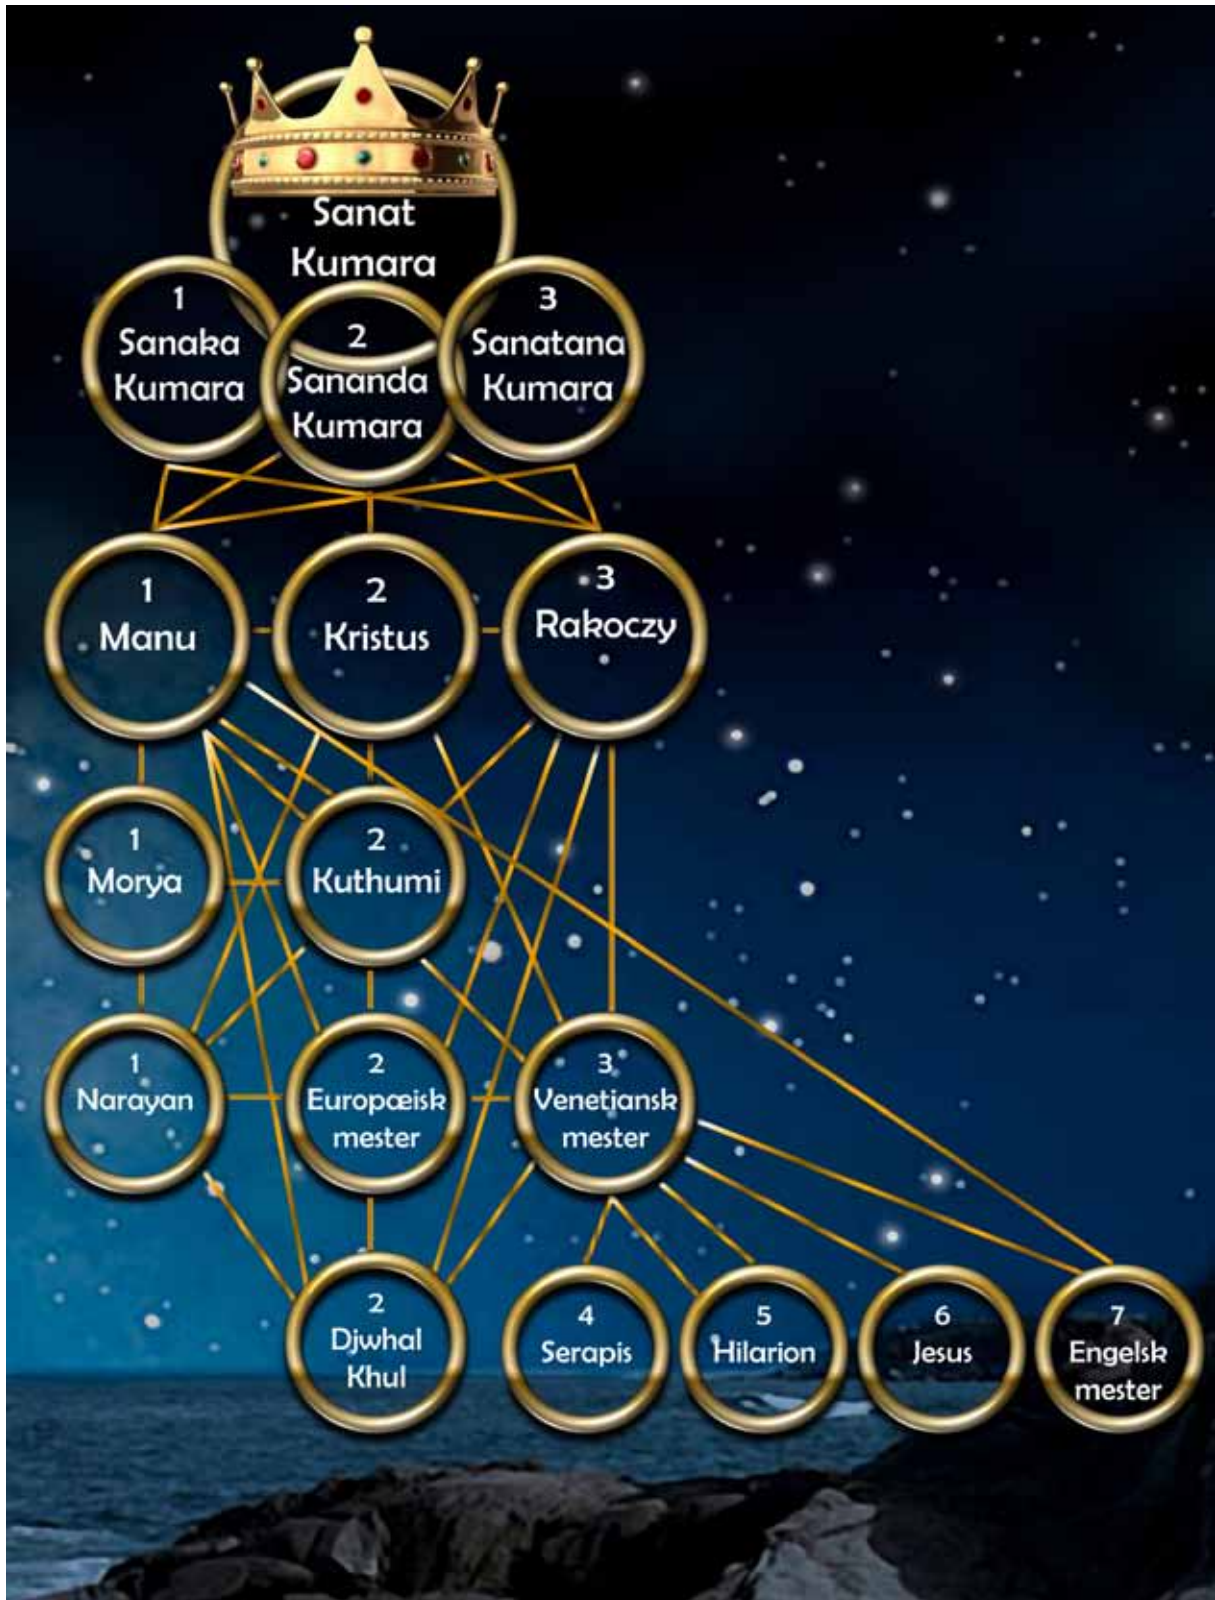 Sanat
Kumara
1
Sanaka
Kumara
2
Sananda
Kumara
3
Sanatana
Kumara
1
Manu
2
Kristus
3
Rakoczy
1
Morya
2
Kuthumi
1
Narayan
2
Europæisk
mester
3
Venetiansk
mester
2
Djwhal
Khul
4
Serapis
5
Hilarion
6
Jesus
7
Engelsk
mester